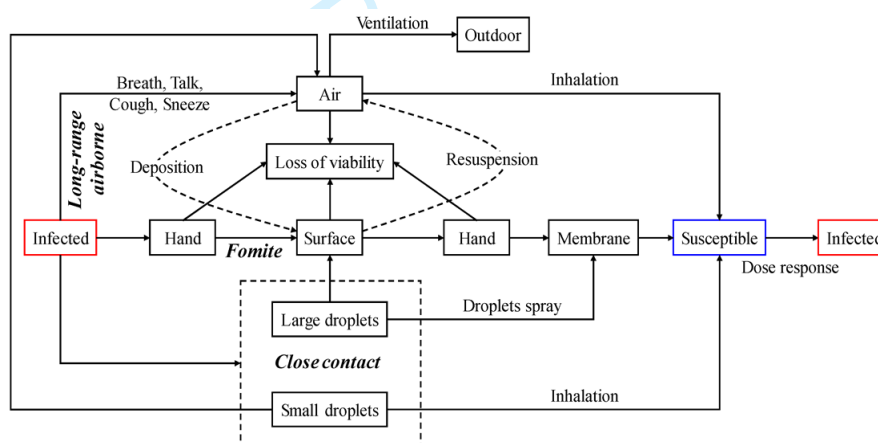 Ventilation
Outdoor
Breath, Talk,
Cough, Sneeze
Air
Inhalation
Long-range
airborne
Deposition
Loss of viability
Resuspension
Infected
Hand
Fomite
Surface
Hand
Membrane
Susceptible
Infected
Dose response
Large droplets
Droplets spray
Close contact
Small droplets
Inhalation